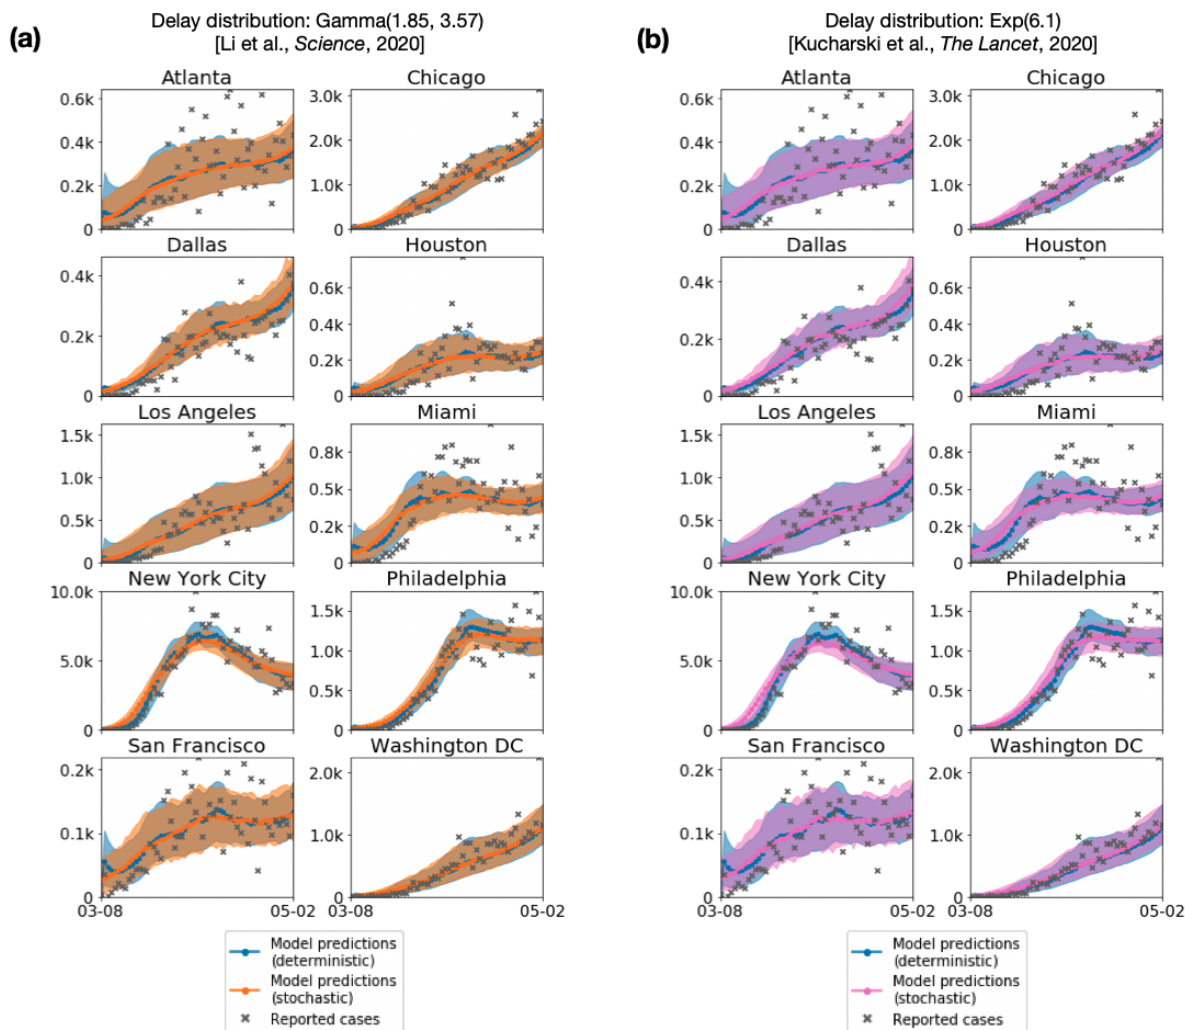 (a)
Delay distribution: Gamma(1.85, 3.57)
[Li et al., Science, 2020]
Atlanta
0.6k
0.4k
0.2k
0
Chicago
3.0k
2.0k
1.0k
0
Dallas
0.4k
0.2k
0
Houston
0.6k
0.4k
0.2k
0
Los Angeles
1.5k
1.0k
0.5k
0
Miami
0.8k
0.5k
0.2k
0
New York City
10.0k
5.0k
0
Philadelphia
1.5k
1.0k
0.5k
0
San Francisco
0.2k
0.1k
0
03-08
Washington DC
2.0k
1.0k
0
03-08
05-02
Model predictions
(deterministic)
Model predictions
(stochastic)
Reported cases
(b)
Delay distribution: Exp(6.1)
[Kucharski et al., The Lancet, 2020]
Atlanta
0.6k
0.4k
0.2k
0
Chicago
3.0k
2.0k
1.0k
0
Dallas
0.4k
0.2k
0
Houston
0.6k
0.4k
0.2k
0
Los Angeles
1.5k
1.0k
0.5k
0
Miami
0.8k
0.5k
0.2k
0
New York City
10.0k
5.0k
0
Philadelphia
1.5k
1.0k
0.5k
0
San Francisco
0.2k
0.1k
0
03-08
Washington DC
2.0k
1.0k
0
03-08
05-02
Model predictions
(deterministic)
Model predictions
(stochastic)
Reported cases